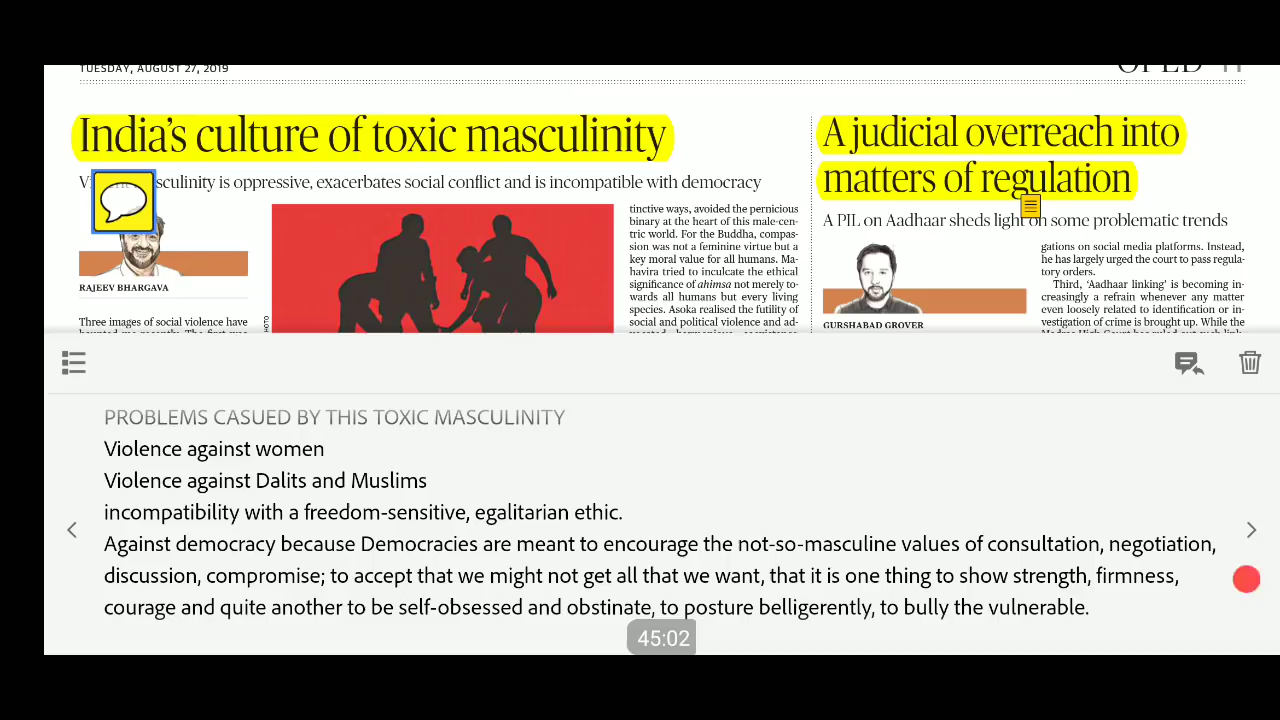 TUESDAY, AUGUST 27, 2019
India's culture of toxic masculinity
sculinity is oppressive, exacerbates social conflict and is incompatible with democracy
RAJEEV BHARGAVA
Three images of social violence have
PHOTO
tinctive ways, avoided the pernicious
binary at the heart of this male-cen-
tric world. For the Buddha, compas-
sion was not a feminine virtue but a
key moral value for all humans. Ma-
havira tried to inculcate the ethical
significance of ahimsa not merely to-
wards all humans but every living
species. Asoka realised the futility of
social and political violence and ad-
A judicial overreach into
matters of regulation
A PIL on Aadhaar sheds light on some problematic trends
GURSHABAD GROVER
gations on social media platforms. Instead,
he has largely urged the court to pass regula-
tory orders.
Third, 'Aadhaar linking' is becoming in-
creasingly a refrain whenever any matter
even loosely related to identification or in-
vestigation of crime is brought up. While the
PROBLEMS CASUED BY THIS TOXIC MASCULINITY
Violence against women
Violence against Dalits and Muslims
incompatibility with a freedom-sensitive, egalitarian ethic.
Against democracy because Democracies are meant to encourage the not-so-masculine values of consultation, negotiation,
discussion, compromise; to accept that we might not get all that we want, that it is one thing to show strength, firmness,
courage and quite another to be self-obsessed and obstinate, to posture belligerently, to bully the vulnerable.
45:02